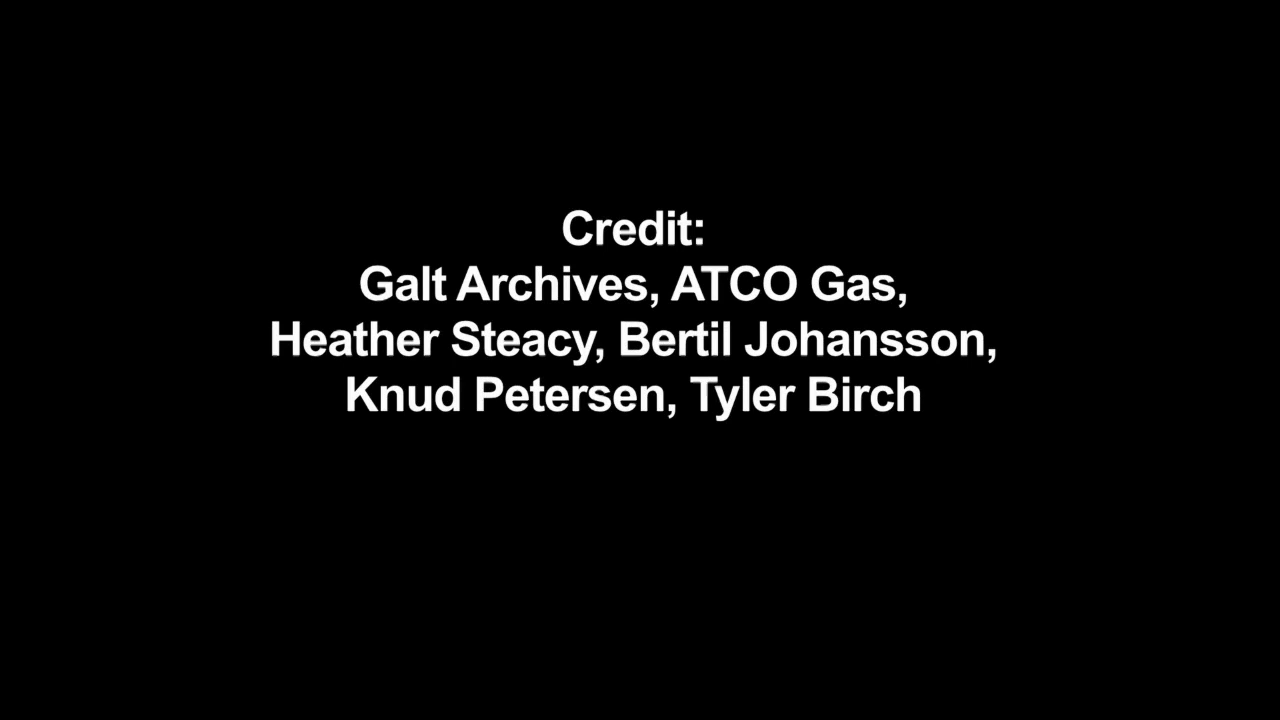 Credit:
Galt Archives, ATCO Gas,
Heather Steacy, Bertil Johansson,
Knud Petersen, Tyler Birch